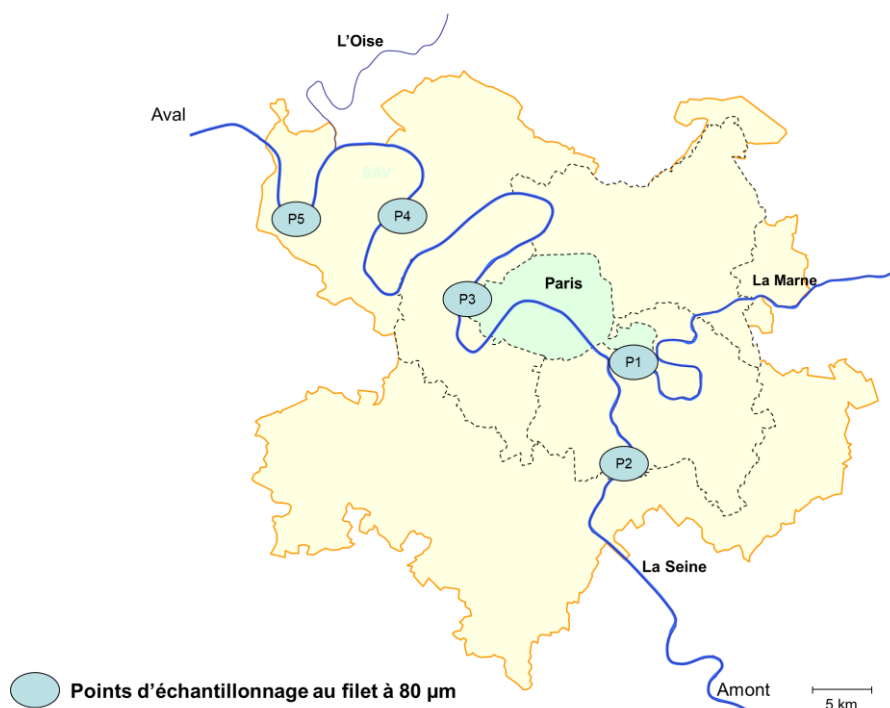 L'Oise
Aval
SAV
P5
P4
La Marne
Paris
P3
P1
P2
La Seine
Points d'échantillonnage au filet à 80 µm
Amont
5 km